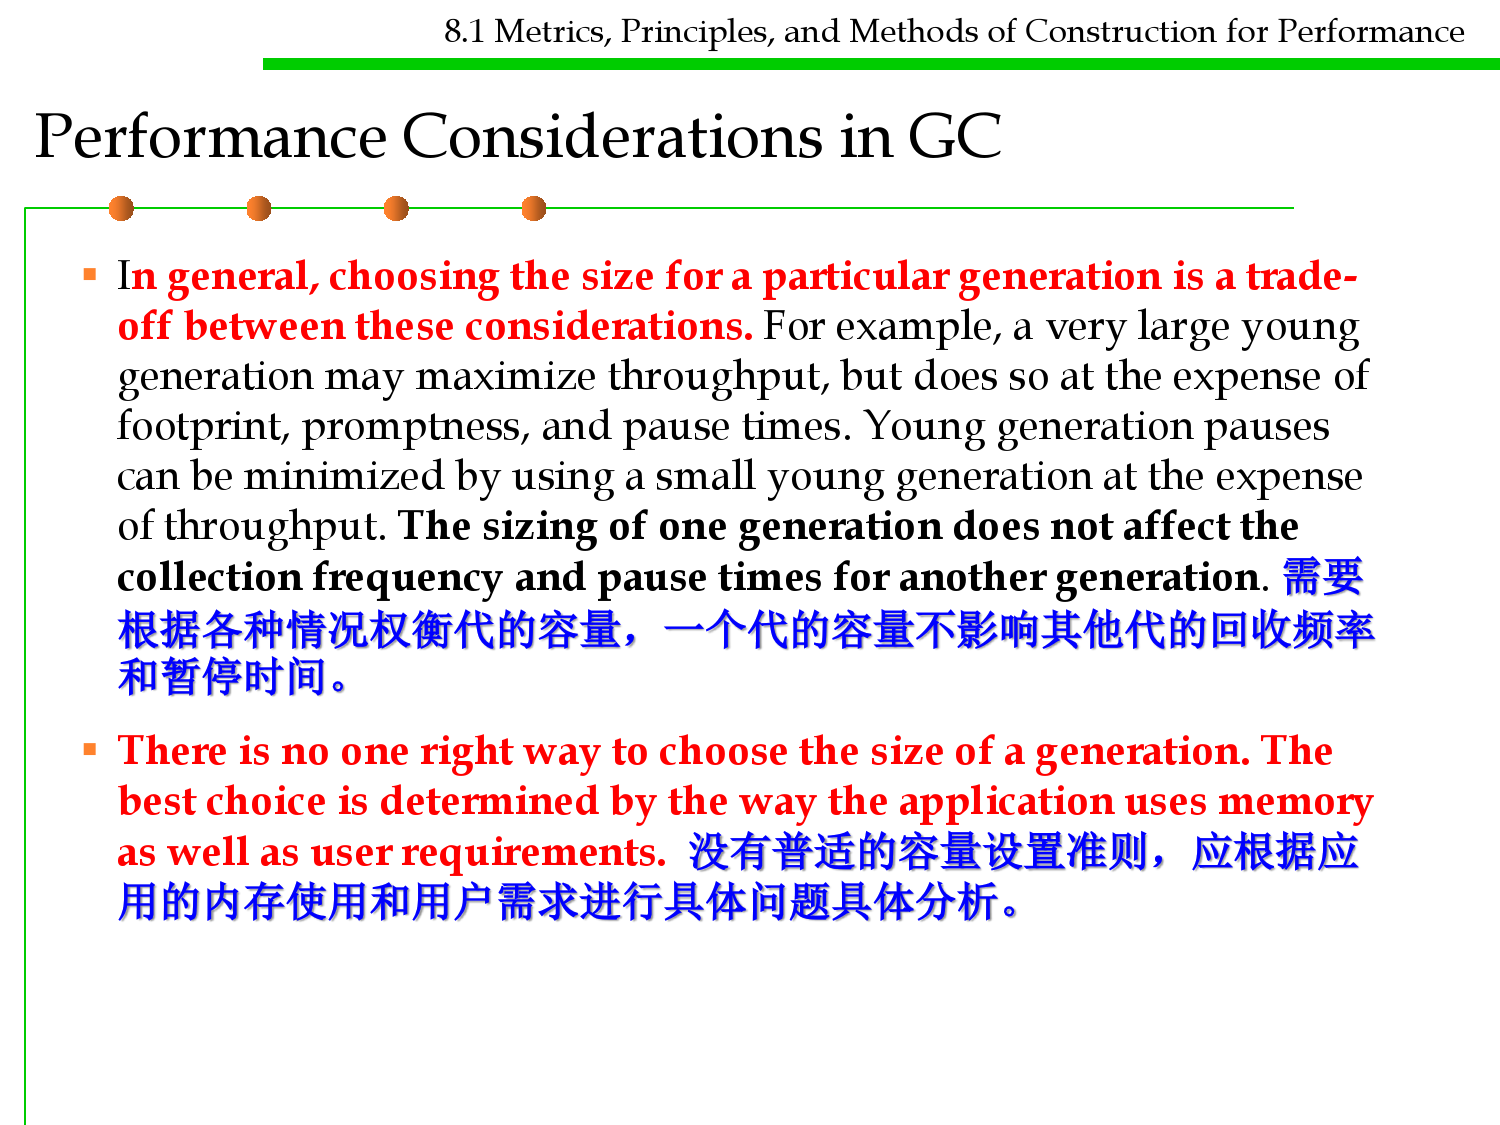 8.1 Metrics, Principles, and Methods of Construction for Performance
Performance Considerations in GC
In general, choosing the size for a particular generation is a trade-
off between these considerations. For example, a very large young
generation may maximize throughput, but does so at the expense of
footprint, promptness, and pause times. Young generation pauses
can be minimized by using a small young generation at the expense
of throughput. The sizing of one generation does not affect the
collection frequency and pause times for another generation. 需要
根据各种情况权衡代的容量，一个代的容量不影响其他代的回收频率
和暂停时间。
There is no one right way to choose the size of a generation. The
best choice is determined by the way the application uses memory
as well as user requirements. 没有普适的容量设置准则，应根据应
用的内存使用和用户需求进行具体问题具体分析。